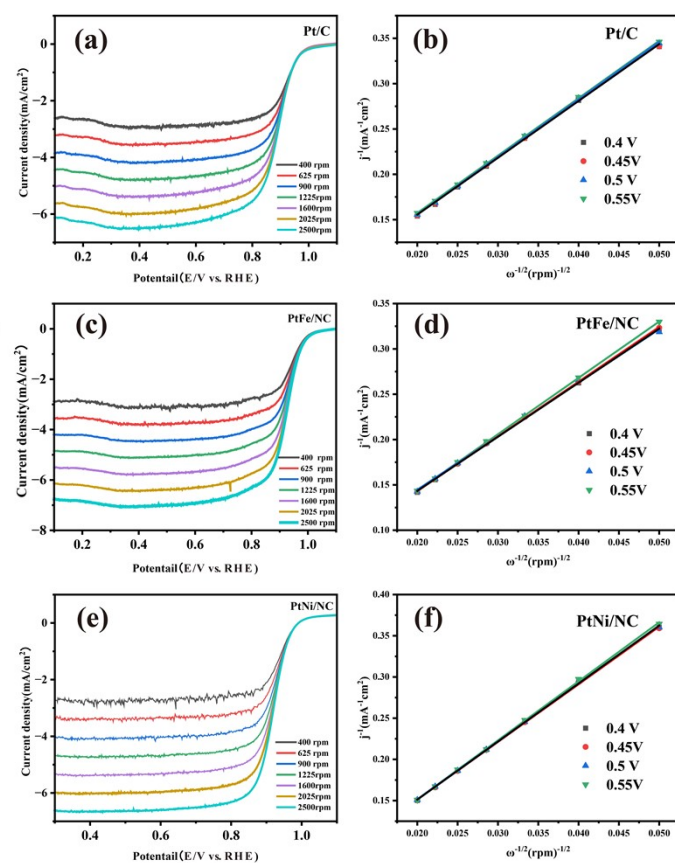 (a)
Pt/C
Current density(mA/cm²)
0
−2
−4
−6
400 rpm
625 rpm
900 rpm
1225 rpm
1600rpm
2025rpm
2500rpm
0.2 0.4 0.6 0.8 1.0
Potentail(E/V vs. RHE)
(b)
Pt/C
j⁻¹(mA⁻¹cm²)
0.35
0.30
0.25
0.20
0.15
0.4 V
0.45V
0.5 V
0.55V
0.020 0.025 0.030 0.035 0.040 0.045 0.050
ω⁻¹/²(rpm)⁻¹/²
(c)
PtFe/NC
Current density(mA/cm²)
0
−2
−4
−6
−8
400 rpm
625 rpm
900 rpm
1225 rpm
1600 rpm
2025 rpm
2500 rpm
0.2 0.4 0.6 0.8 1.0
Potentail(E/V vs. RHE)
(d)
PtFe/NC
j⁻¹(mA⁻¹cm²)
0.35
0.30
0.25
0.20
0.15
0.10
0.4 V
0.45V
0.5 V
0.55V
0.020 0.025 0.030 0.035 0.040 0.045 0.050
ω⁻¹/²(rpm)⁻¹/²
(e)
PtNi/NC
Current density(mA/cm²)
0
−2
−4
−6
400 rpm
625 rpm
900 rpm
1225 rpm
1600rpm
2025rpm
2500rpm
0.4 0.6 0.8 1.0
Potentail(E/V vs. RHE)
(f)
PtNi/NC
j⁻¹(mA⁻¹cm²)
0.40
0.35
0.30
0.25
0.20
0.15
0.4 V
0.45V
0.5 V
0.55V
0.020 0.025 0.030 0.035 0.040 0.045 0.050
ω⁻¹/²(rpm)⁻¹/²